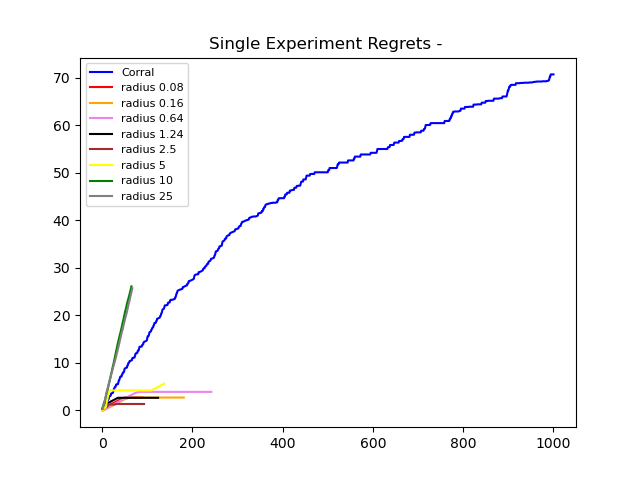 Single Experiment Regrets -
Corral
radius 0.08
radius 0.16
radius 0.64
radius 1.24
radius 2.5
radius 5
radius 10
radius 25
70
60
50
40
30
20
10
0
0 200 400 600 800 1000